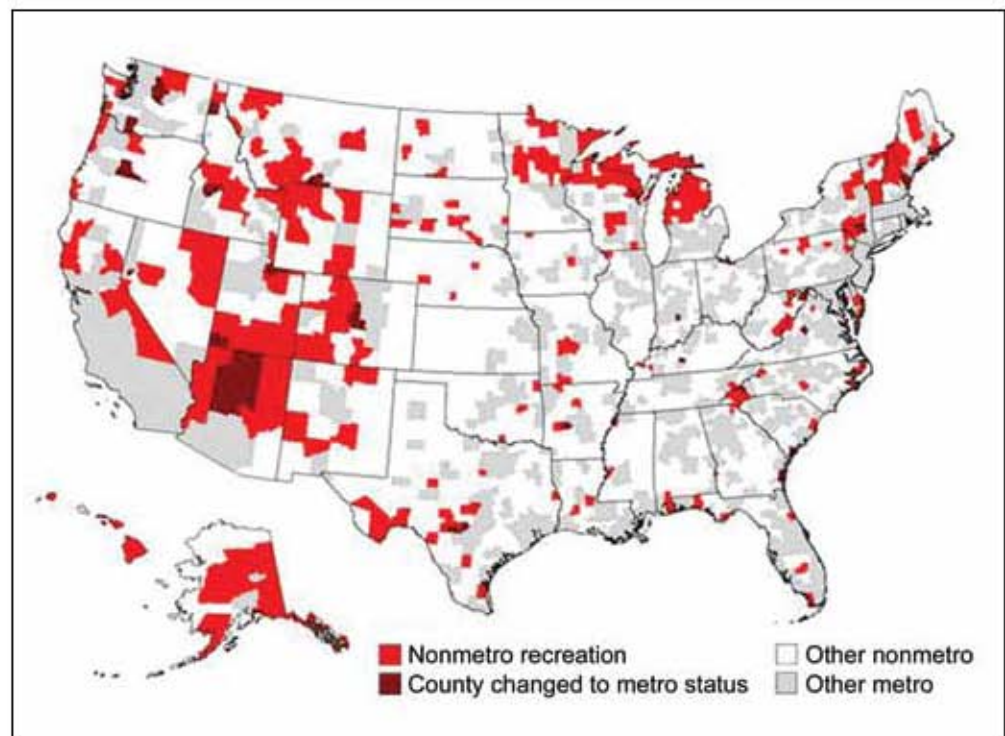 Nonmetro recreation
County changed to metro status
Other nonmetro
Other metro